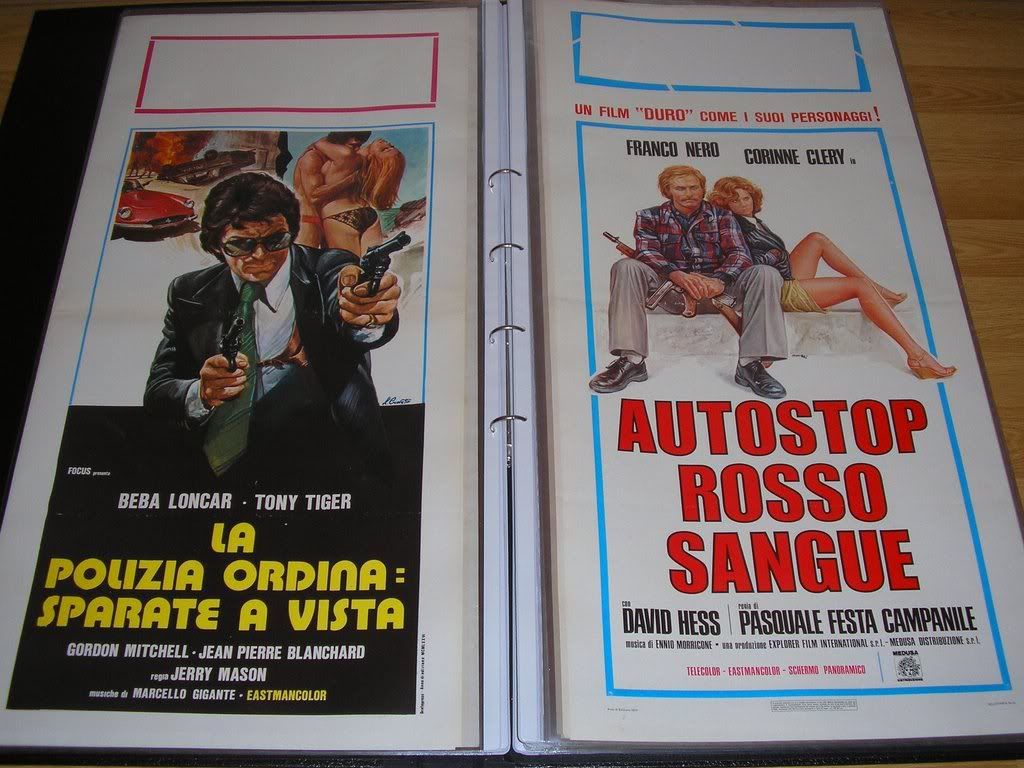 FOCUS presenta
BEBA LONCAR · TONY TIGER
LA
POLIZIA ORDINA:
SPARATE A VISTA
GORDON MITCHELL · JEAN PIERRE BLANCHARD
regia JERRY MASON
musiche di MARCELLO GIGANTE · EASTMANCOLOR
UN FILM "DURO" COME I SUOI PERSONAGGI!
FRANCO NERO CORINNE CLERY in
AUTOSTOP
ROSSO
SANGUE
con DAVID HESS regia di PASQUALE FESTA CAMPANILE
musica di ENNIO MORRICONE · una produzione EXPLORER FILM INTERNATIONAL s.r.l. - MEDUSA DISTRIBUZIONE s.r.l.
TELECOLOR - EASTMANCOLOR - SCHERMO PANORAMICO
MEDUSA